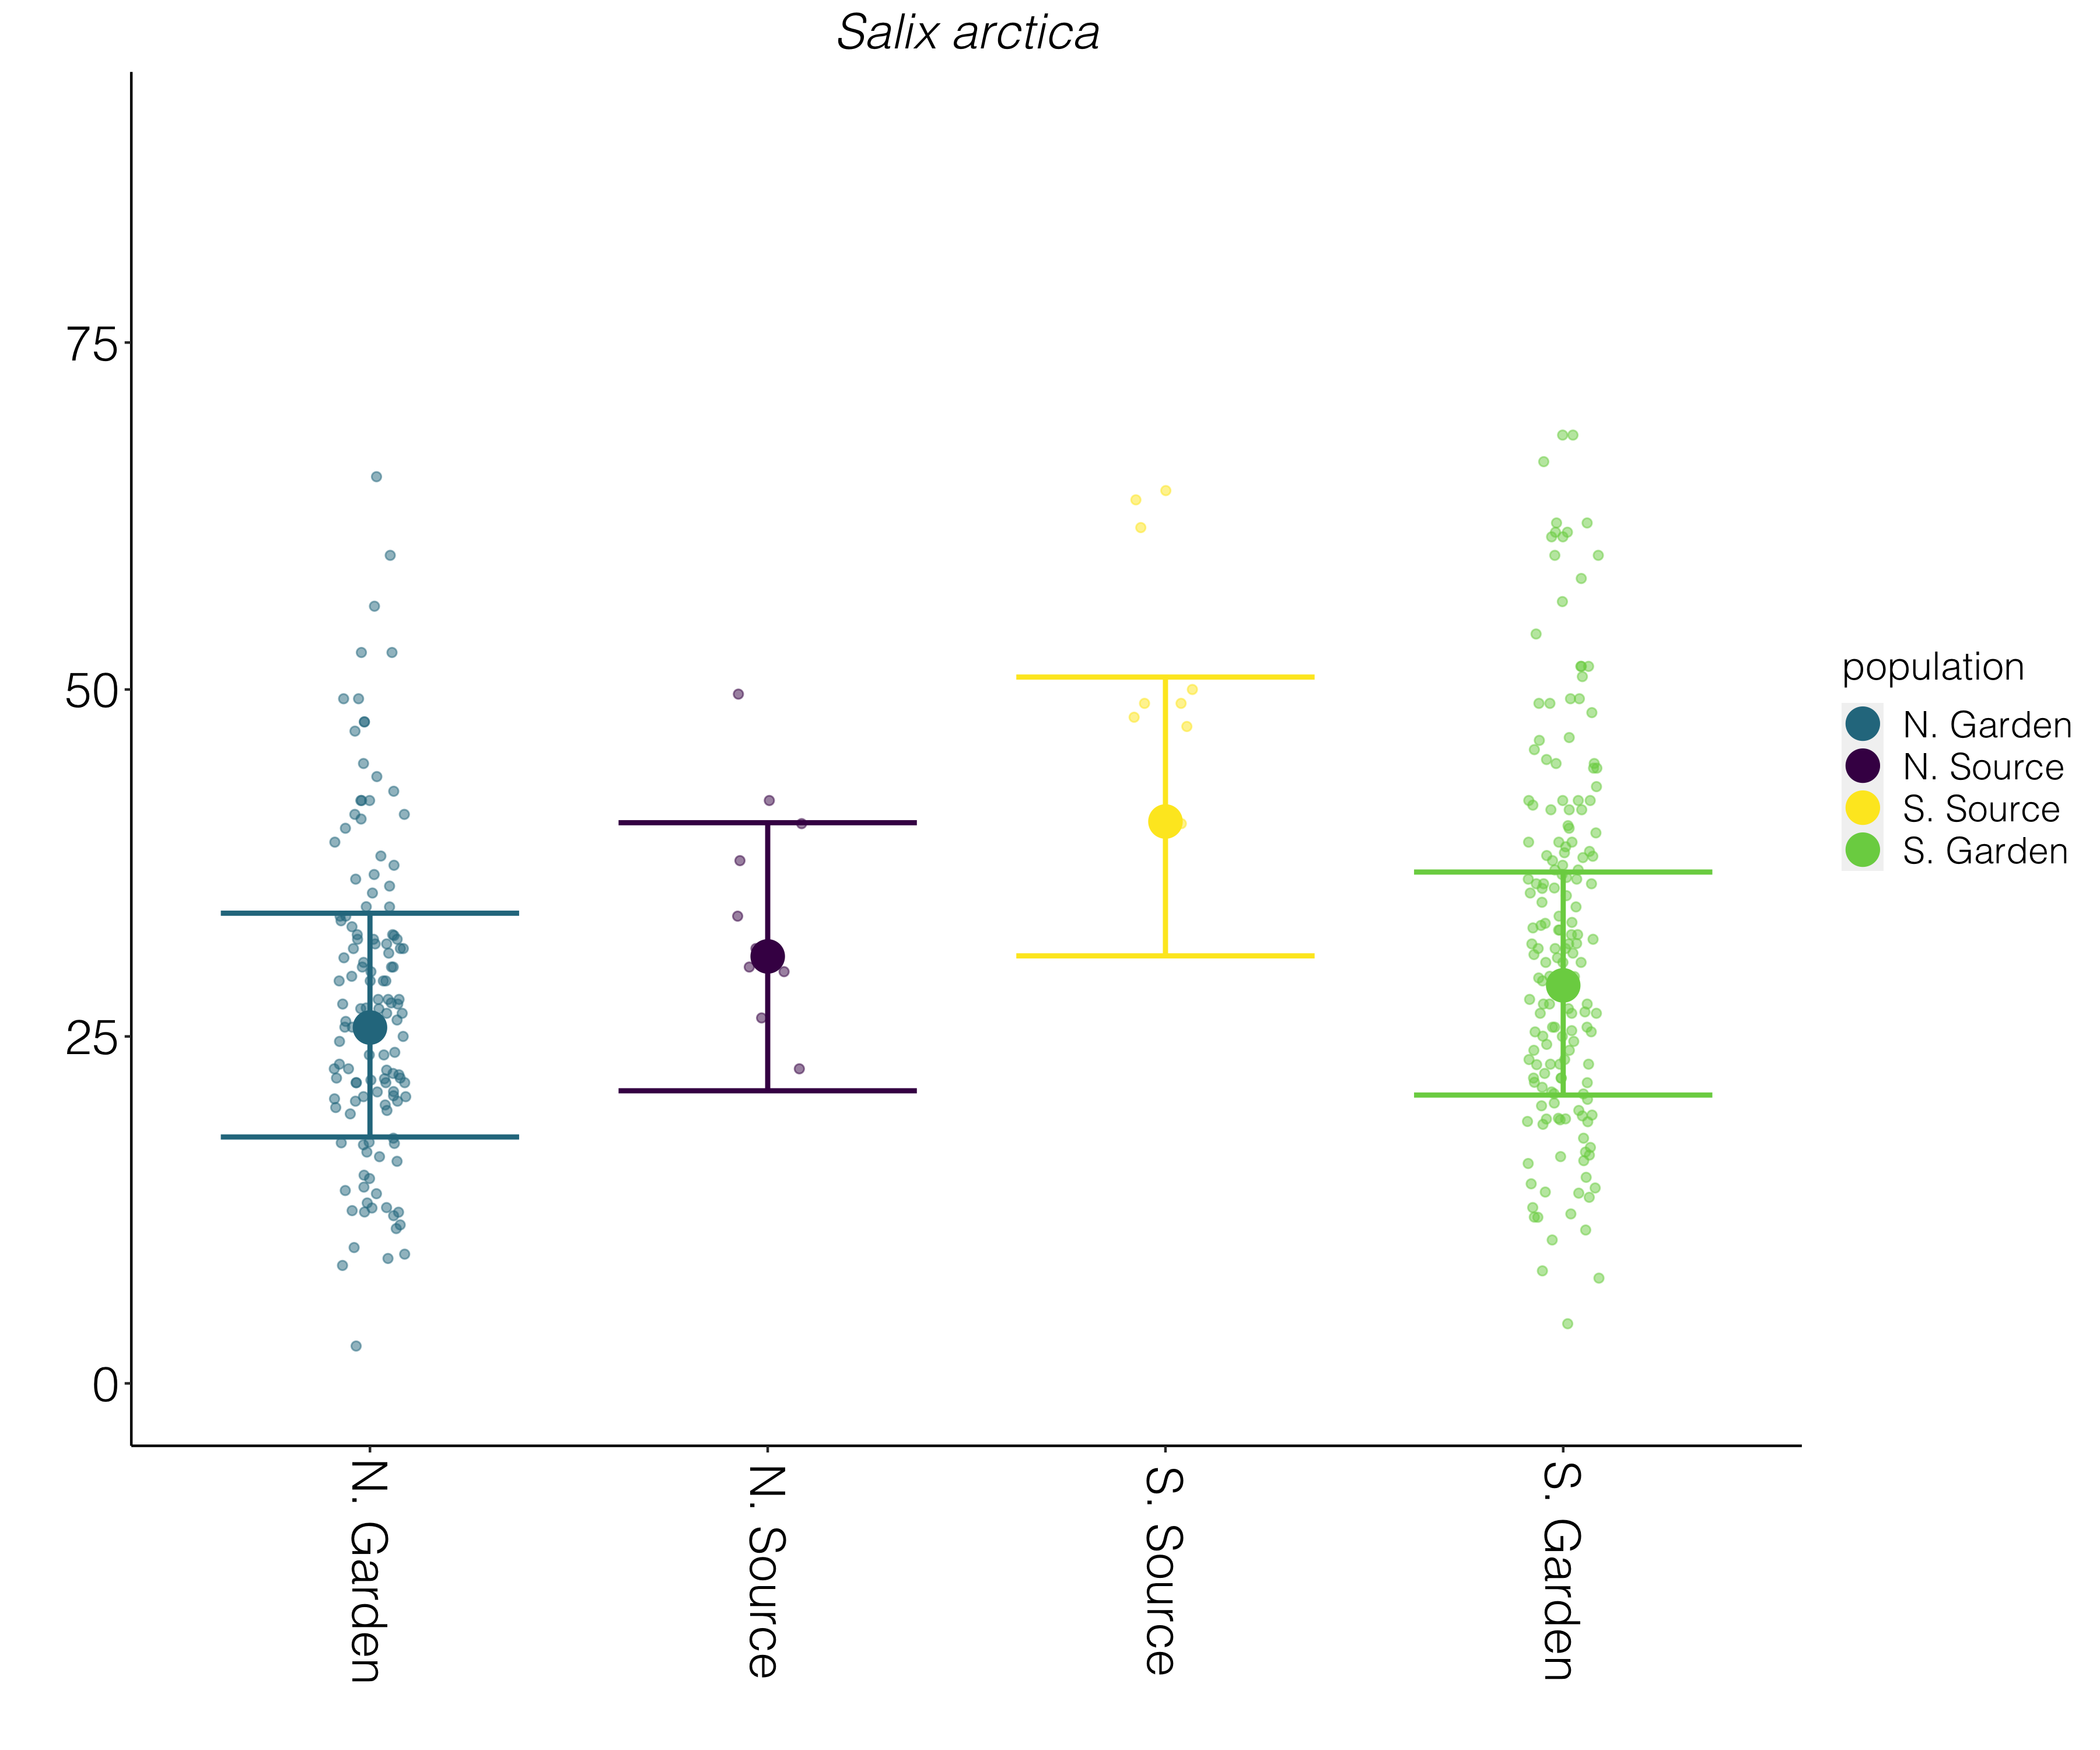 Salix arctica
75
50
25
0
N. Garden
N. Source
S. Source
S. Garden
population
N. Garden
N. Source
S. Source
S. Garden